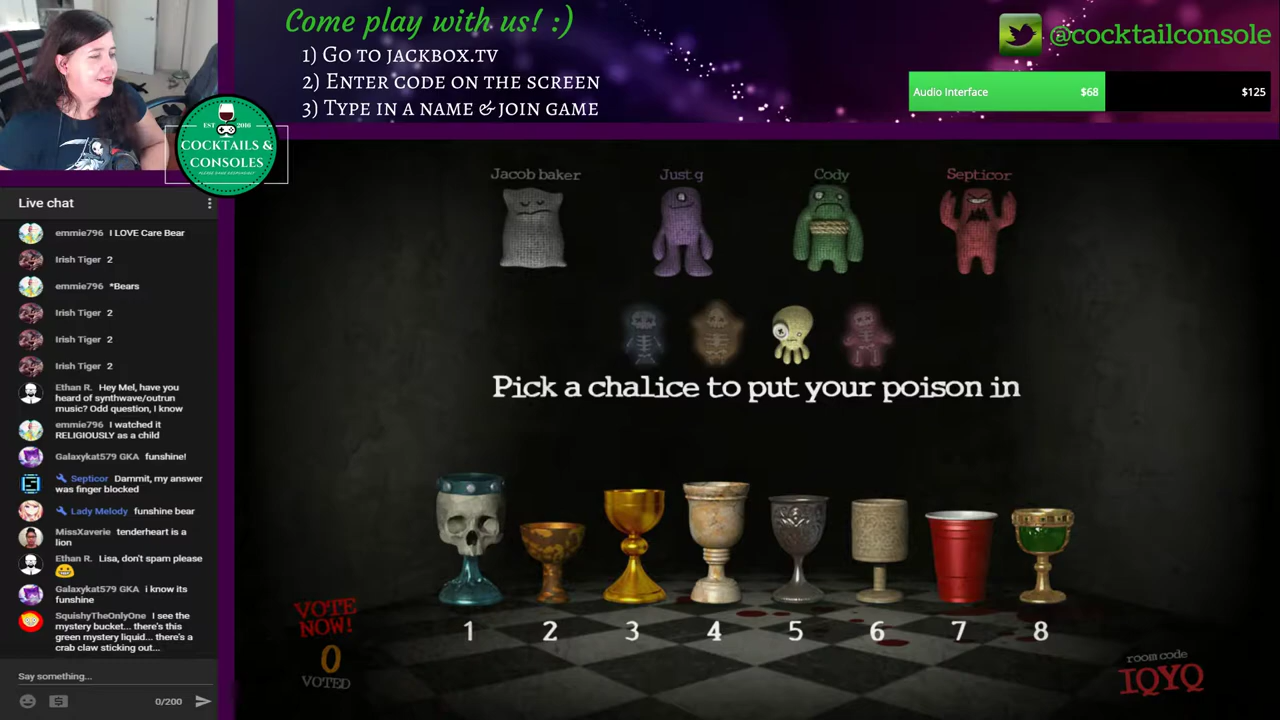 Come play with us! :)
1) Go to jackbox.tv
2) Enter code on the screen
3) Type in a name & join game
@cocktailconsole
Audio Interface $68 $125
EST 2010
COCKTAILS &
CONSOLES
PLEASE GAME RESPONSIBLY
Live chat
emmie796 I LOVE Care Bear
Irish Tiger 2
emmie796 *Bears
Irish Tiger 2
Irish Tiger 2
Irish Tiger 2
Ethan R. Hey Mel, have you
heard of synthwave/outrun
music? Odd question, I know
emmie796 I watched it
RELIGIOUSLY as a child
Galaxykat579 GKA funshine!
Septicor Dammit, my answer
was finger blocked
Lady Melody funshine bear
MissXaverie tenderheart is a
lion
Ethan R. Lisa, don't spam please
Galaxykat579 GKA i know its
funshine
SquishyTheOnlyOne I see the
mystery bucket... there's this
green mystery liquid... there's a
crab claw sticking out...
Say something...
0/200
Jacob baker Just g Cody Septicor
Pick a chalice to put your poison in
1 2 3 4 5 6 7 8
VOTE
NOW!
0
VOTED
room code
IQYQ